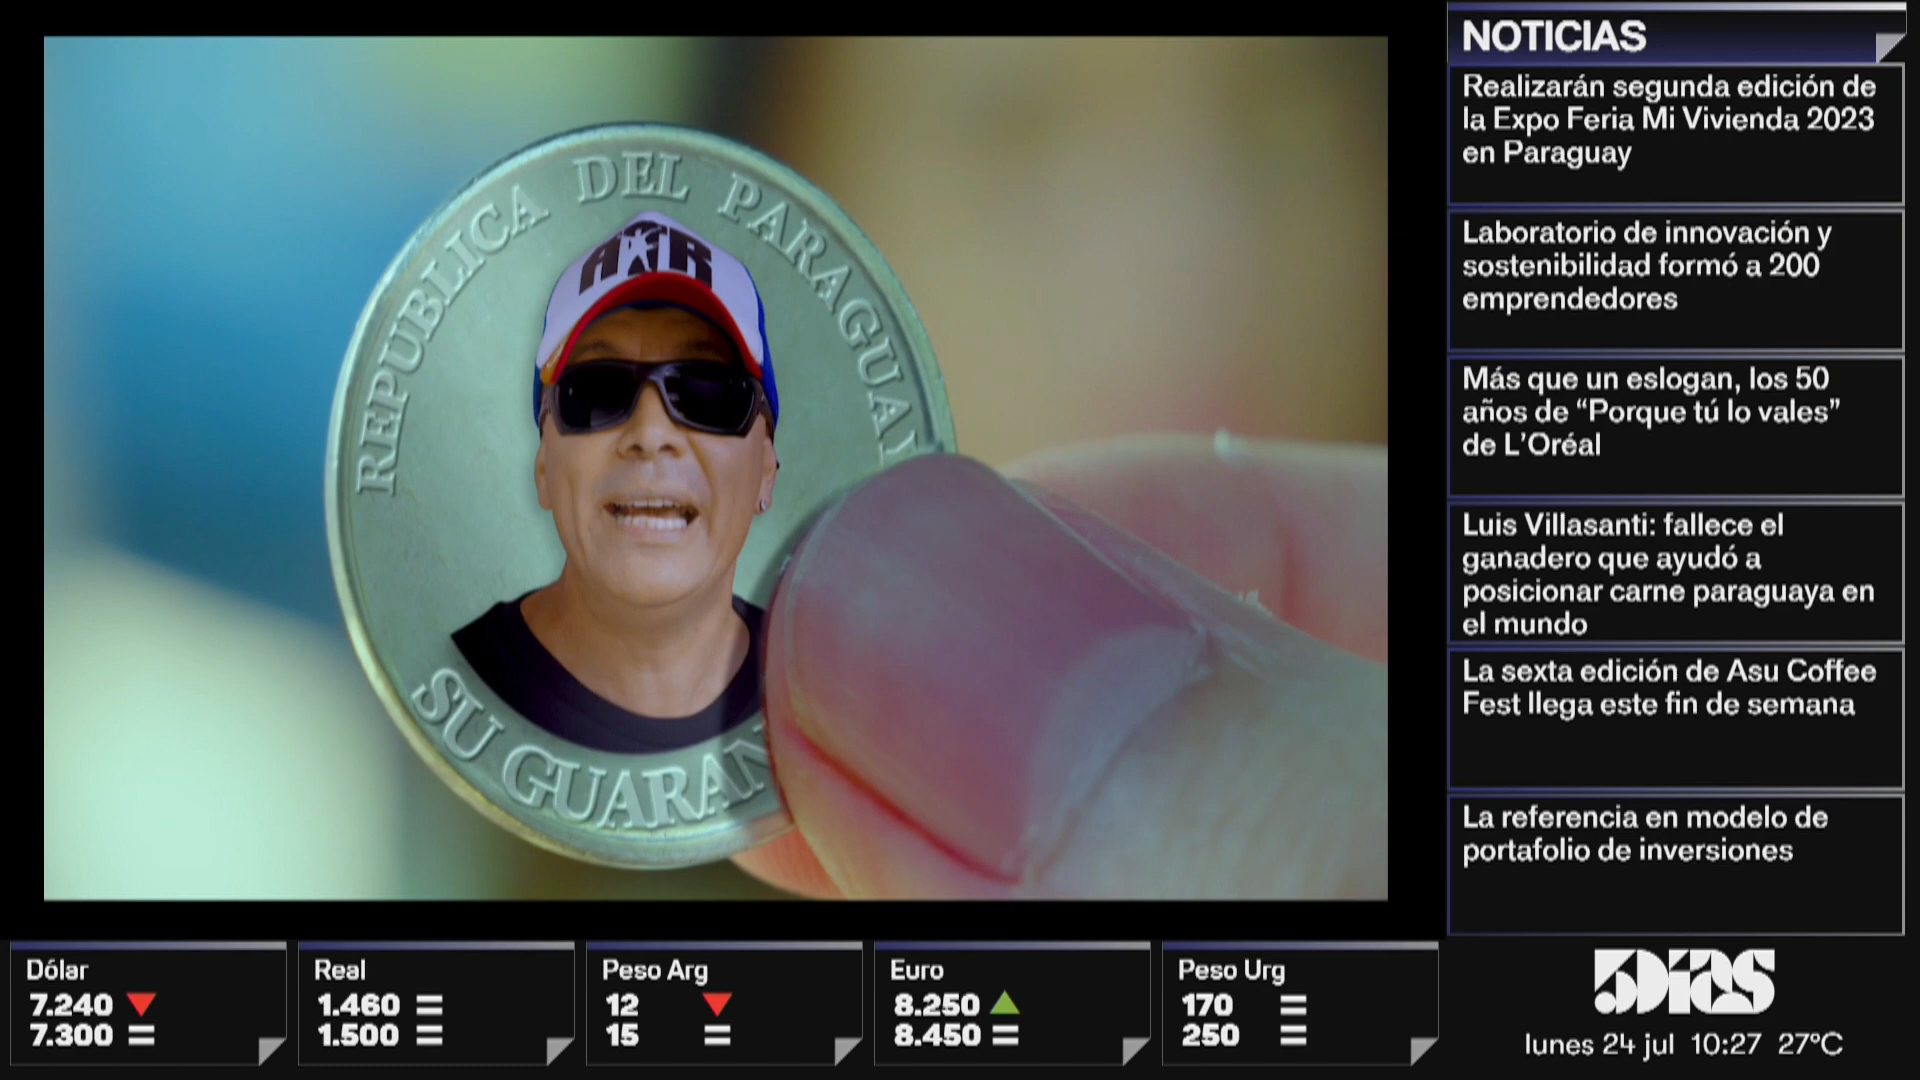 REPUBLICA DEL PARAGUAY
SU GUARAN
NOTICIAS
Realizarán segunda edición de
la Expo Feria Mi Vivienda 2023
en Paraguay
Laboratorio de innovación y
sostenibilidad formó a 200
emprendedores
Más que un eslogan, los 50
años de “Porque tú lo vales”
de L’Oréal
Luis Villasanti: fallece el
ganadero que ayudó a
posicionar carne paraguaya en
el mundo
La sexta edición de Asu Coffee
Fest llega este fin de semana
La referencia en modelo de
portafolio de inversiones
Dólar
7.240
7.300
Real
1.460
1.500
Peso Arg
12
15
Euro
8.250
8.450
Peso Urg
170
250
5Días
lunes 24 jul 10:27 27°C